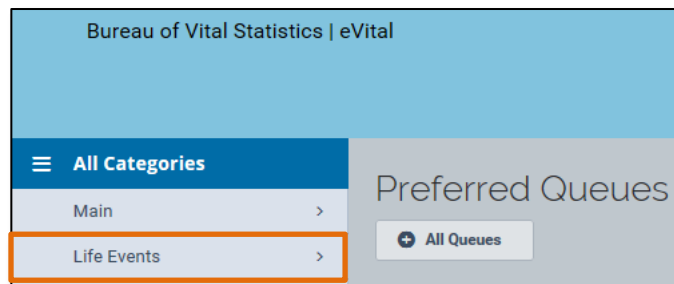 Bureau of Vital Statistics | eVital
All Categories
Main
Life Events
Preferred Queues
All Queues